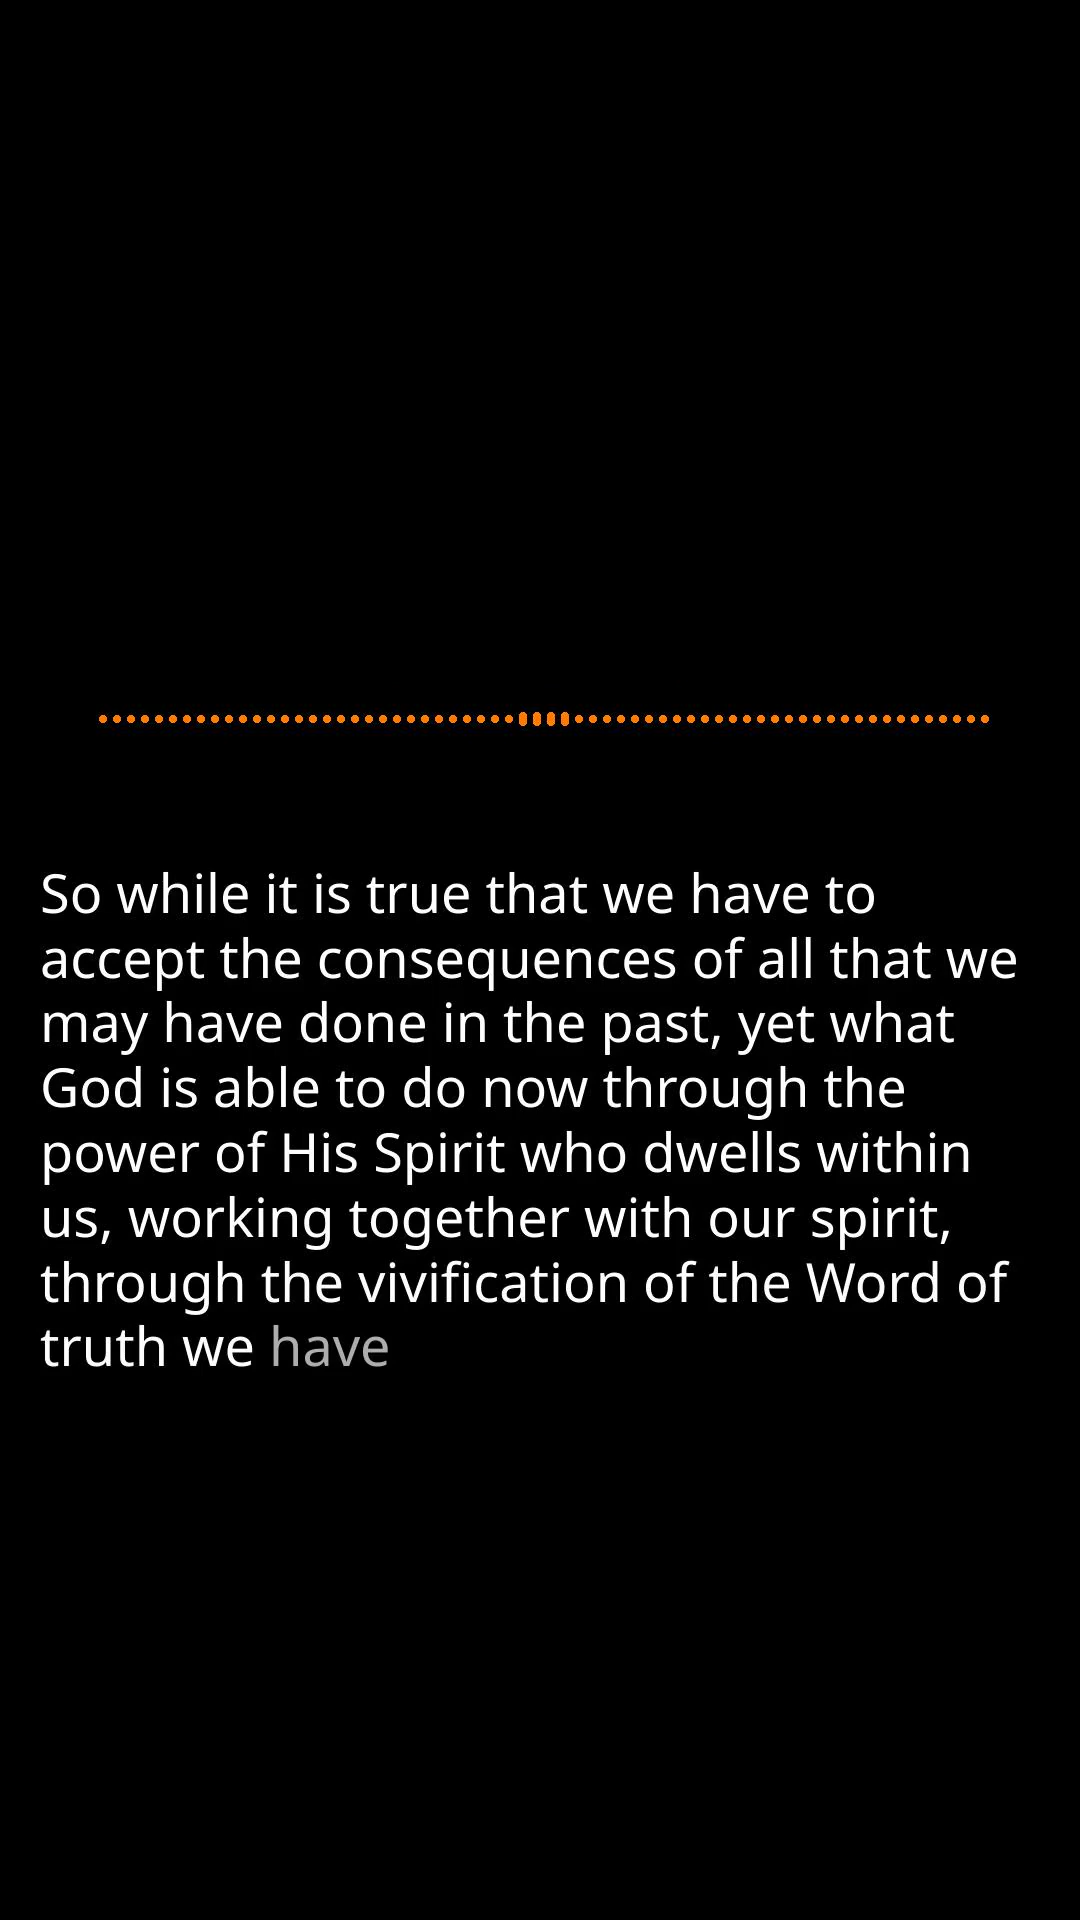 So while it is true that we have to
accept the consequences of all that we
may have done in the past, yet what
God is able to do now through the
power of His Spirit who dwells within
us, working together with our spirit,
through the vivification of the Word of
truth we have